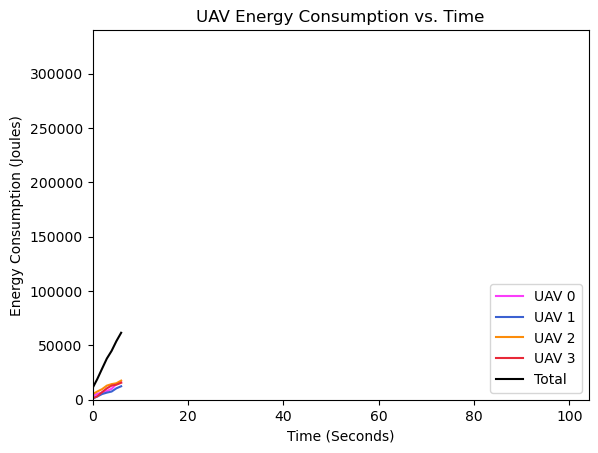 UAV Energy Consumption vs. Time
Energy Consumption (Joules)
300000
250000
200000
150000
100000
50000
0
0 20 40 60 80 100
Time (Seconds)
UAV 0
UAV 1
UAV 2
UAV 3
Total